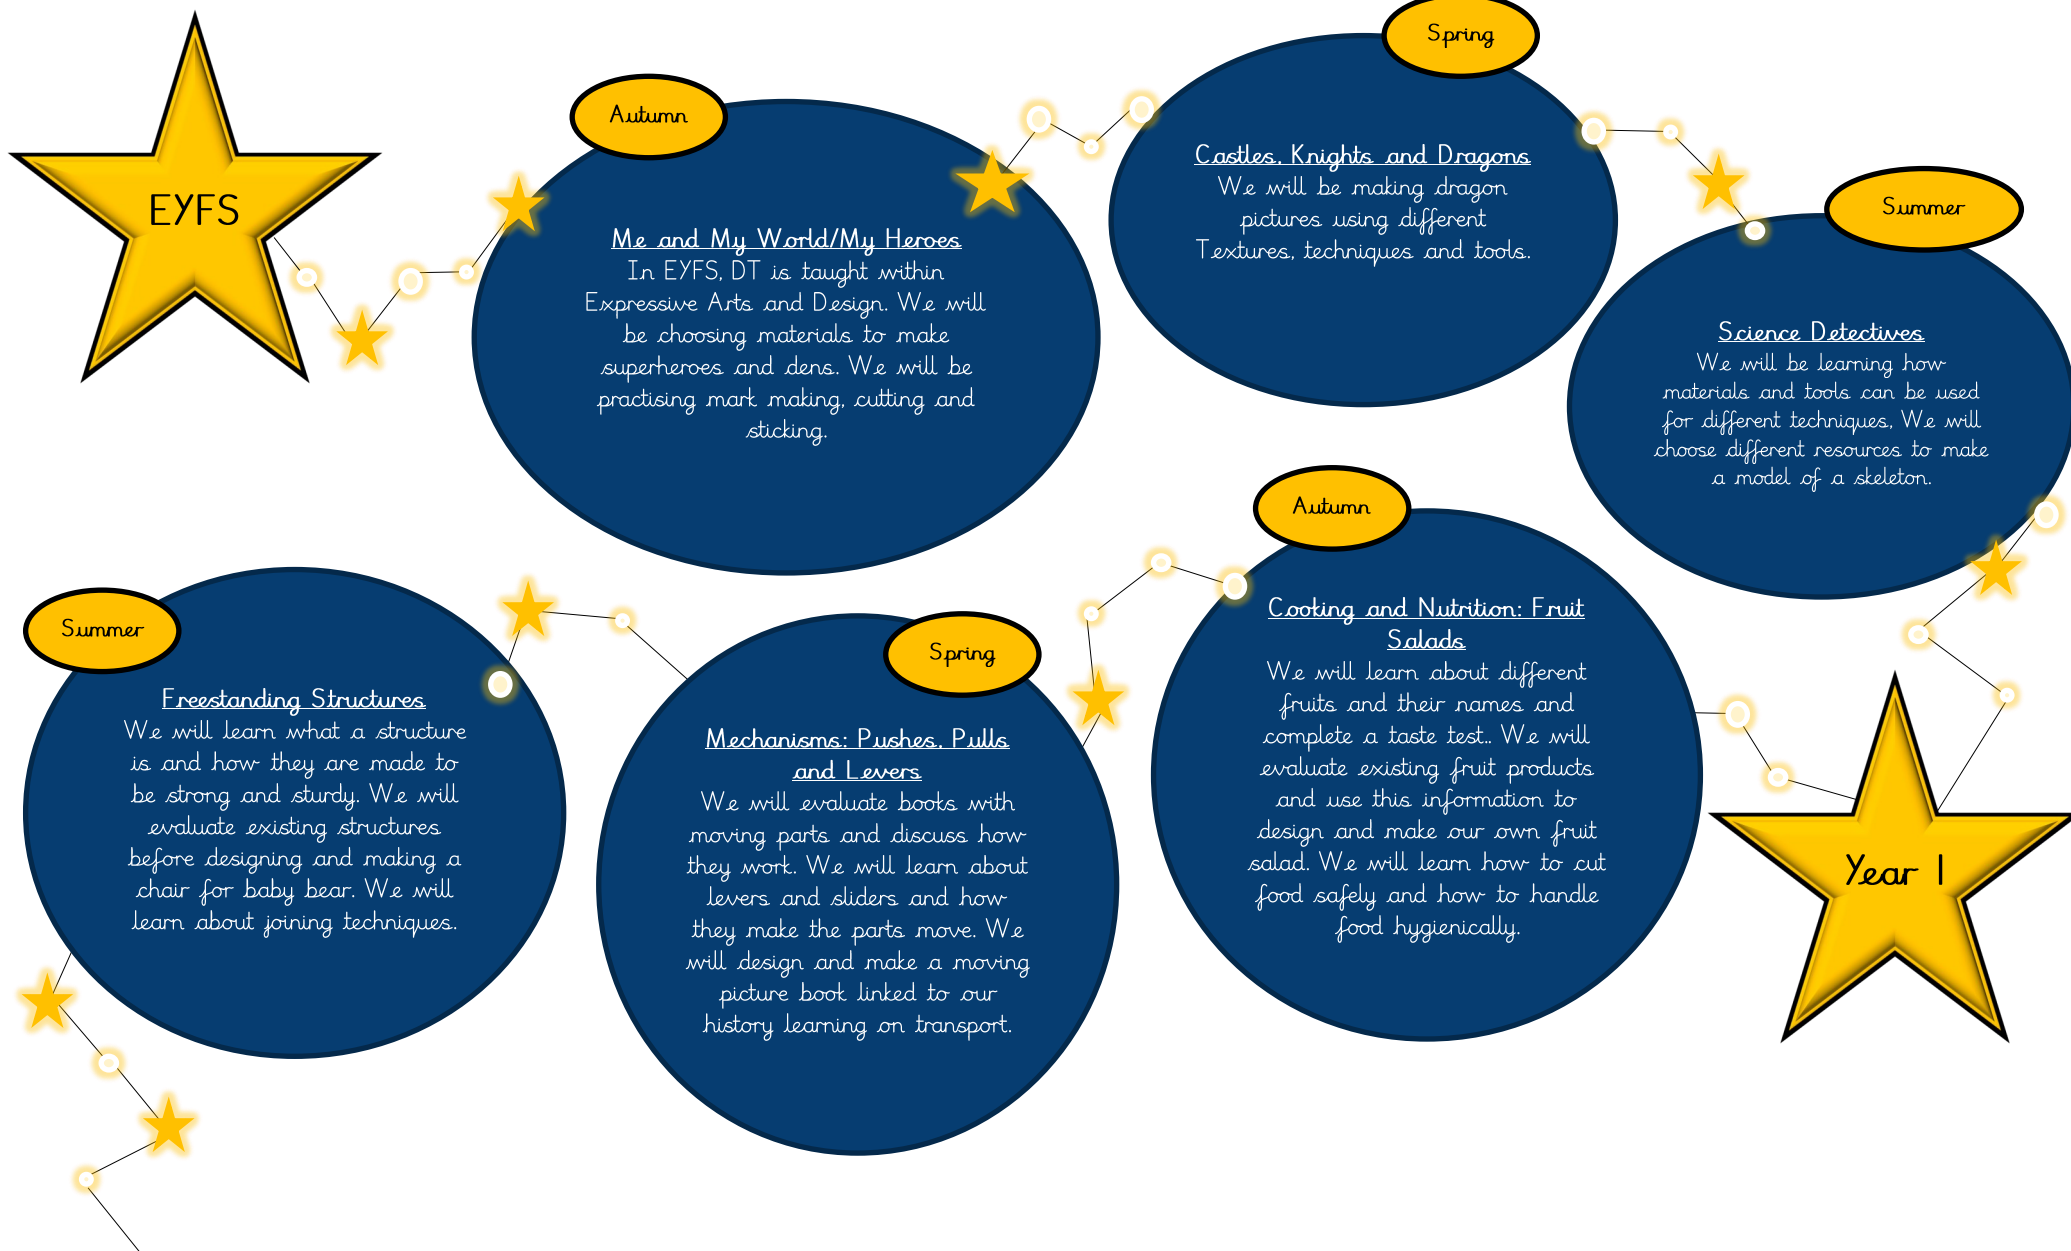 EYFS
Autumn
Me and My World/My Heroes
In EYFS, DT is taught within
Expressive Arts and Design. We will
be choosing materials to make
superheroes and dens. We will be
practising mark making, cutting and
sticking.
Spring
Castles, Knights and Dragons
We will be making dragon
pictures using different
Textures, techniques and tools.
Summer
Science Detectives
We will be learning how
materials and tools can be used
for different techniques, We will
choose different resources to make
a model of a skeleton.
Year 1
Autumn
Cooking and Nutrition: Fruit
Salads
We will learn about different
fruits and their names and
complete a taste test.. We will
evaluate existing fruit products
and use this information to
design and make our own fruit
salad. We will learn how to cut
food safely and how to handle
food hygienically.
Spring
Mechanisms: Pushes, Pulls
and Levers
We will evaluate books with
moving parts and discuss how
they work. We will learn about
levers and sliders and how
they make the parts move. We
will design and make a moving
picture book linked to our
history learning on transport.
Summer
Freestanding Structures
We will learn what a structure
is and how they are made to
be strong and sturdy. We will
evaluate existing structures
before designing and making a
chair for baby bear. We will
learn about joining techniques.